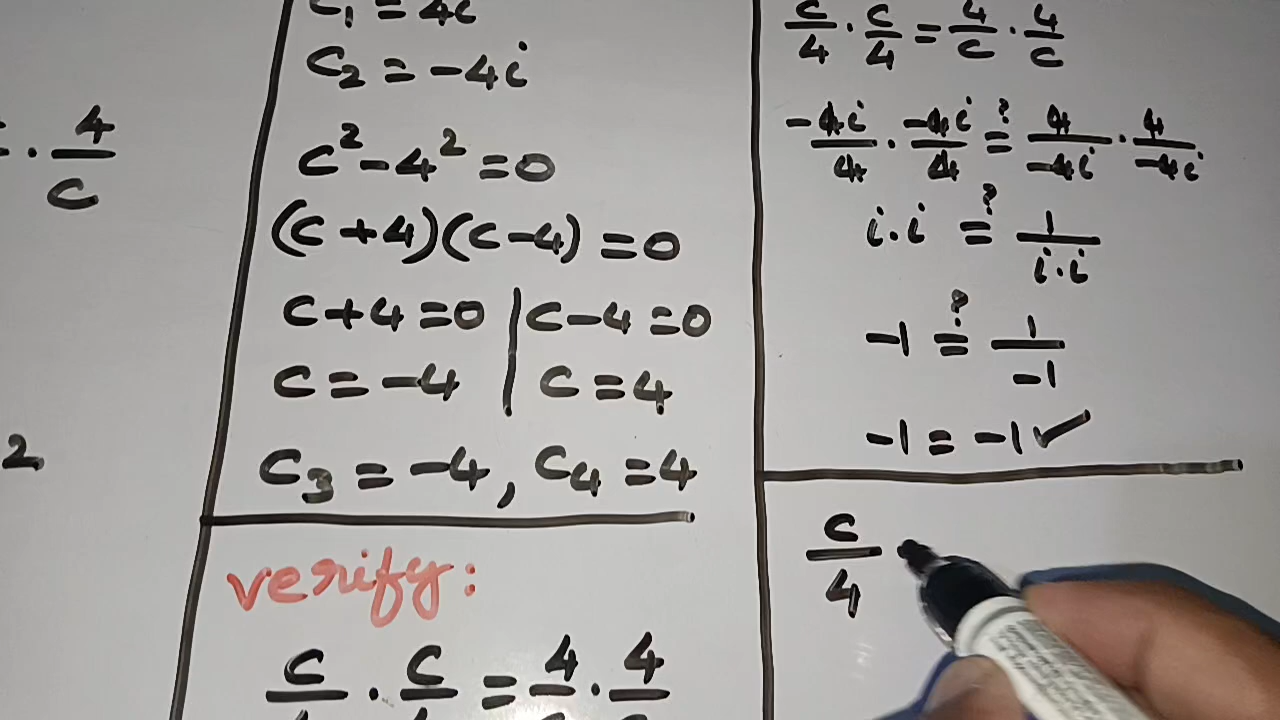 · 4/c
2
c₁ = 4i
c₂ = -4i
c² - 4² = 0
(c + 4)(c - 4) = 0
c + 4 = 0 | c - 4 = 0
c = -4 | c = 4
c₃ = -4, c₄ = 4
verify:
c/4 · c/4 = 4/c · 4/c
c/4 · c/4 = 4/c · 4/c
-4i/4 · -4i/4 ≟ 4/-4i · 4/-4i
i·i ≟ 1/i·i
-1 ≟ 1/-1
-1 = -1 ✓
c/4